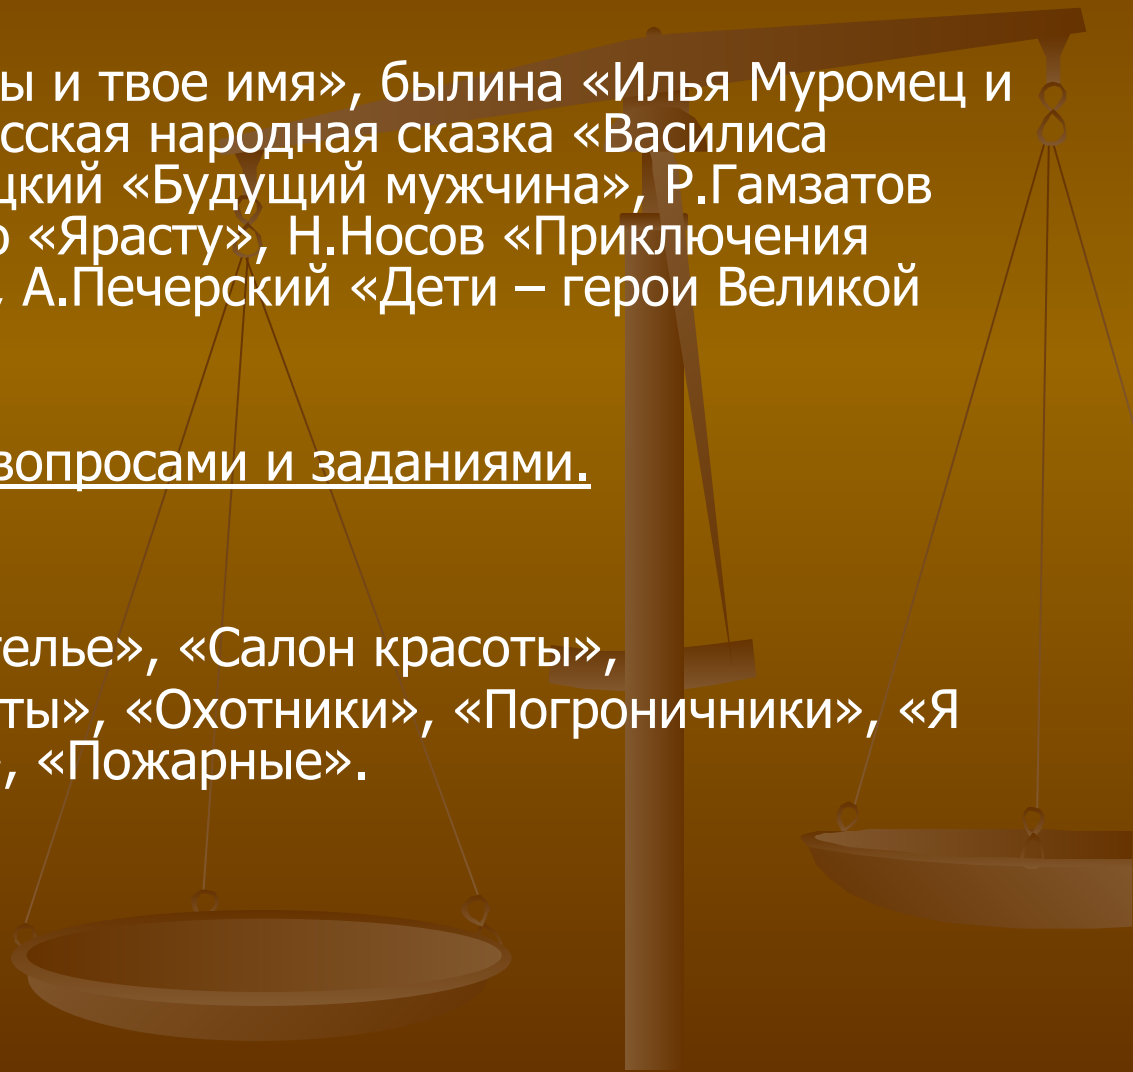 ы и твое имя», былина «Илья Муромец и
сская народная сказка «Василиса
цкий «Будущий мужчина», Р.Гамзатов
о «Ярасту», Н.Носов «Приключения
, А.Печерский «Дети – герои Великой
вопросами и заданиями.
телье», «Салон красоты»,
ты», «Охотники», «Погроничники», «Я
», «Пожарные».